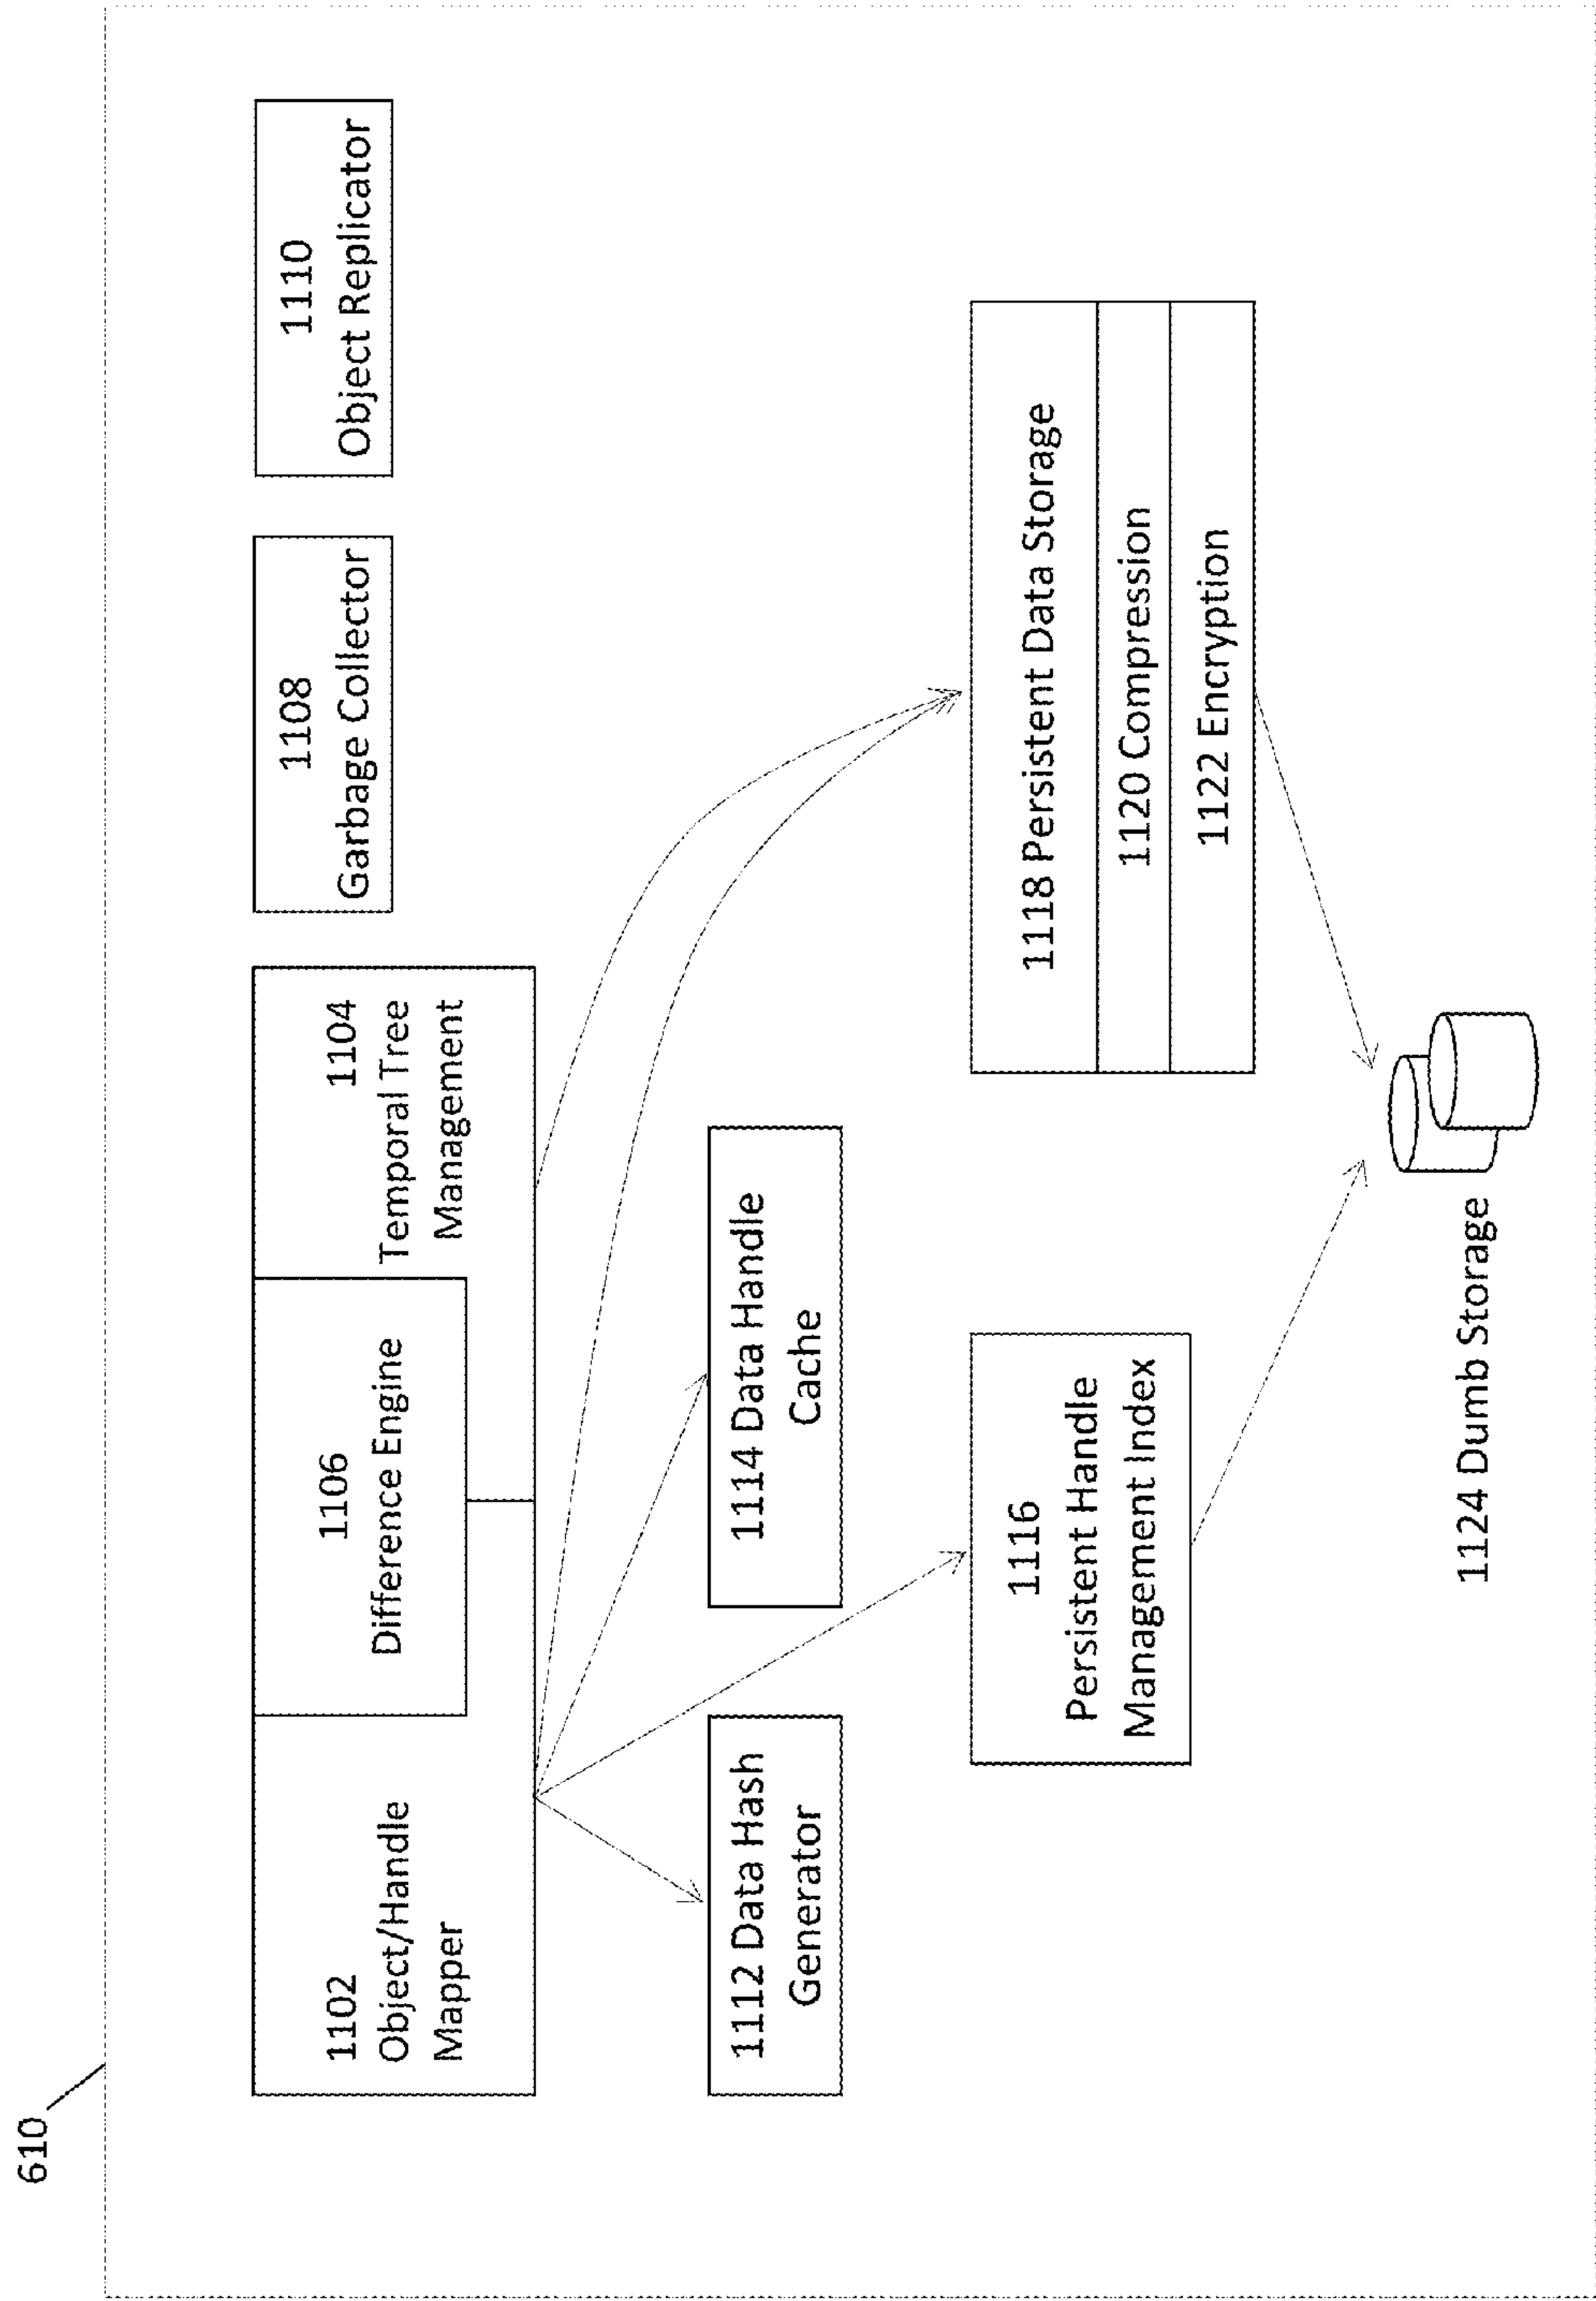 610
1102
Object/Handle
Mapper
1106
Difference Engine
1104
Temporal Tree
Management
1108
Garbage Collector
1110
Object Replicator
1112 Data Hash
Generator
1114 Data Handle
Cache
1116
Persistent Handle
Management Index
1118 Persistent Data Storage
1120 Compression
1122 Encryption
1124 Dumb Storage